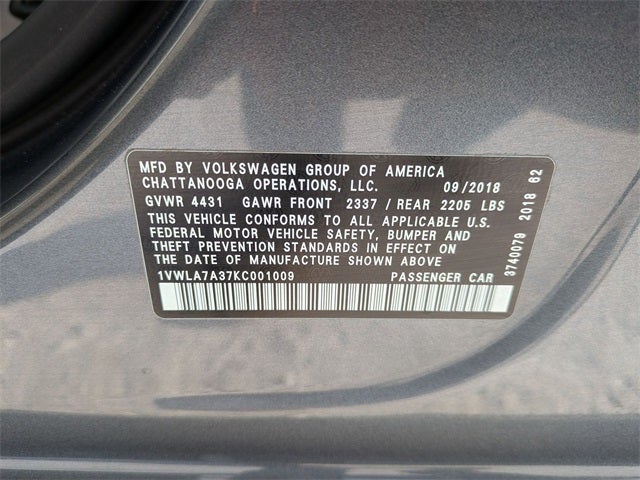 MFD BY VOLKSWAGEN GROUP OF AMERICA
CHATTANOOGA OPERATIONS, LLC. 09/2018
GVWR 4431 GAWR FRONT 2337 / REAR 2205 LBS
THIS VEHICLE CONFORMS TO ALL APPLICABLE U.S.
FEDERAL MOTOR VEHICLE SAFETY, BUMPER AND
THEFT PREVENTION STANDARDS IN EFFECT ON
THE DATE OF MANUFACTURE SHOWN ABOVE
1VWLA7A37KC001009 PASSENGER CAR
3740079 2018 62